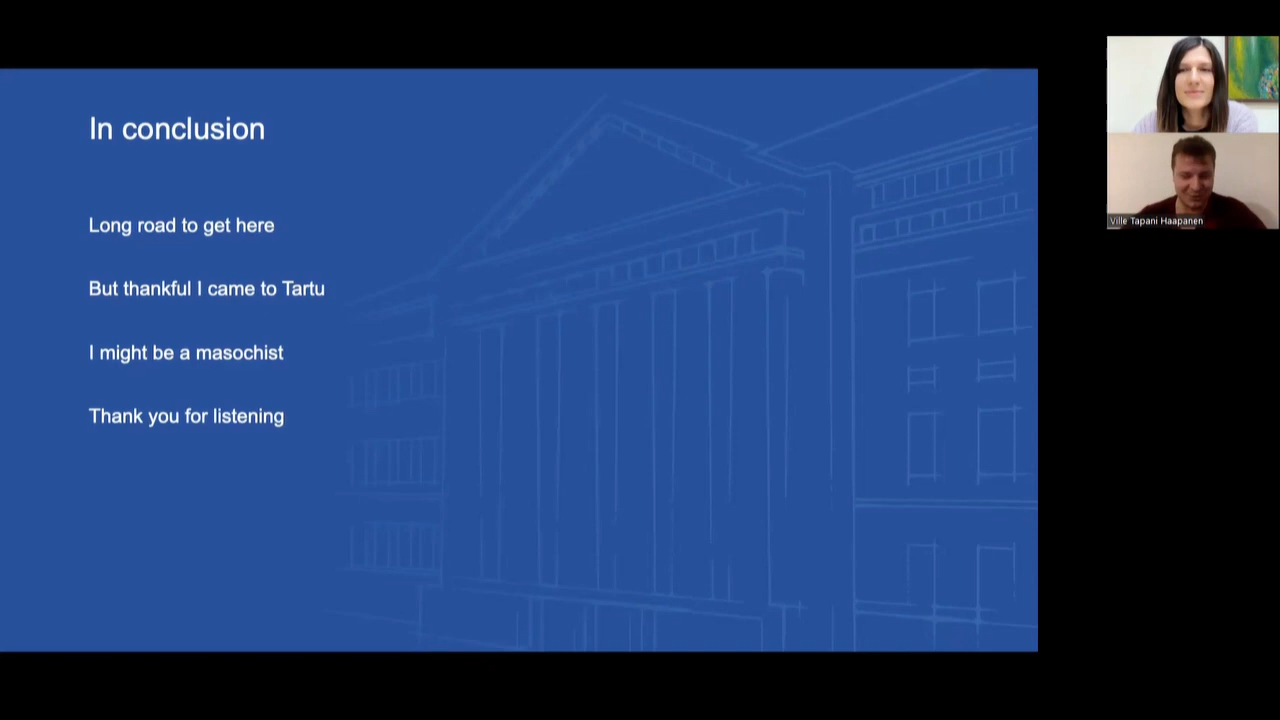 In conclusion
Long road to get here
But thankful I came to Tartu
I might be a masochist
Thank you for listening
Ville Tapani Haapanen